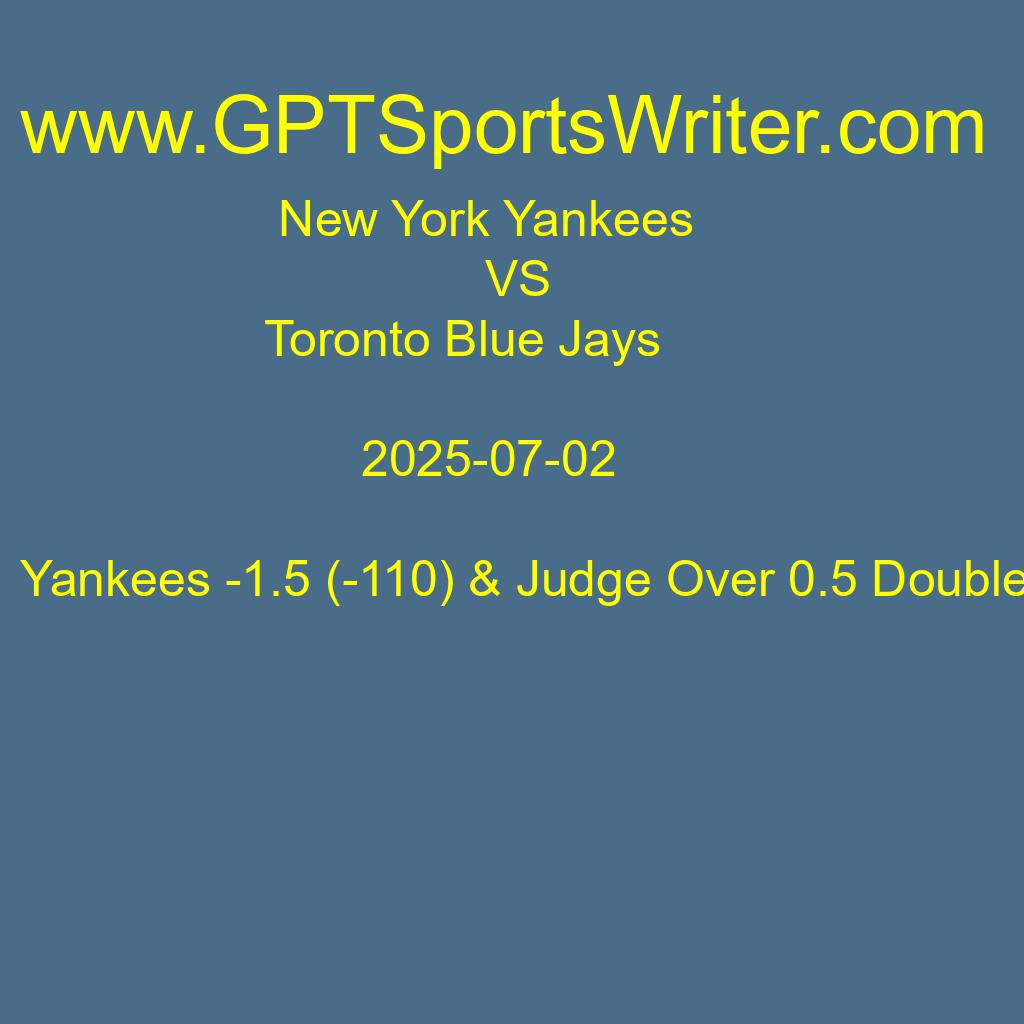 www.GPTSportsWriter.com
New York Yankees
VS
Toronto Blue Jays
2025-07-02
Yankees -1.5 (-110) & Judge Over 0.5 Double